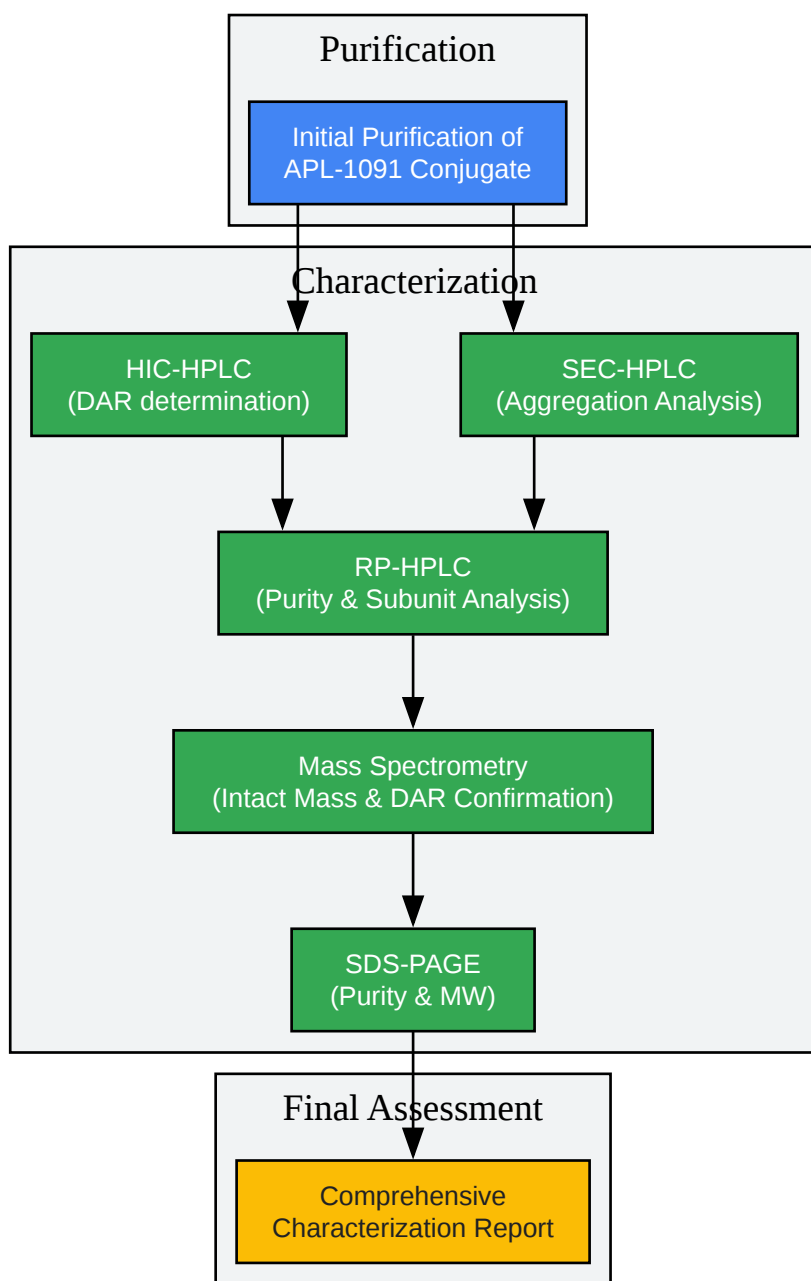 Purification
Initial Purification of
APL-1091 Conjugate
Characterization
HIC-HPLC
(DAR determination)
SEC-HPLC
(Aggregation Analysis)
RP-HPLC
(Purity & Subunit Analysis)
Mass Spectrometry
(Intact Mass & DAR Confirmation)
SDS-PAGE
(Purity & MW)
Final Assessment
Comprehensive
Characterization Report